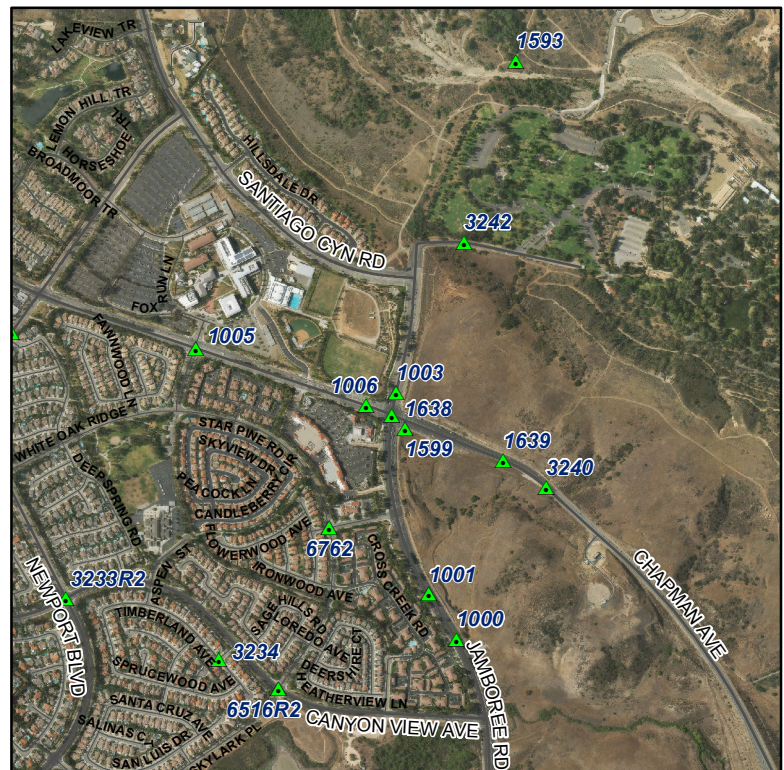 LAKEVIEW TR
1593
LEMON HILL TR
HORSESHOE TRL
BROADMOOR TR
HILLSDALE DR
SANTIAGO CYN RD
3242
FOX RUN LN
FAWNWOOD LN
1005
1006
1003
1638
1599
WHITE OAK RIDGE
STAR PINE RD
SKYVIEW DR
PEACOCK LN
CANDLEBERRY CIR
1639
3240
DEEP SPRING RD
FLOWERWOOD AVE
6762
CROSS CREEK RD
ASPEN ST
IRONWOOD AVE
CHAPMAN AVE
NEWPORT BLVD
3233R2
1001
SAGE HILLS RD
LOREDO AVE
TIMBERLAND AVE
1000
3234
DEERSHYRE CT
SPRUCEWOOD AVE
HEATHERVIEW LN
JAMBOREE RD
6516R2
SANTA CRUZ AVE
CANYON VIEW AVE
SALINAS CT
SAN LUIS DR
SKYLARK PL